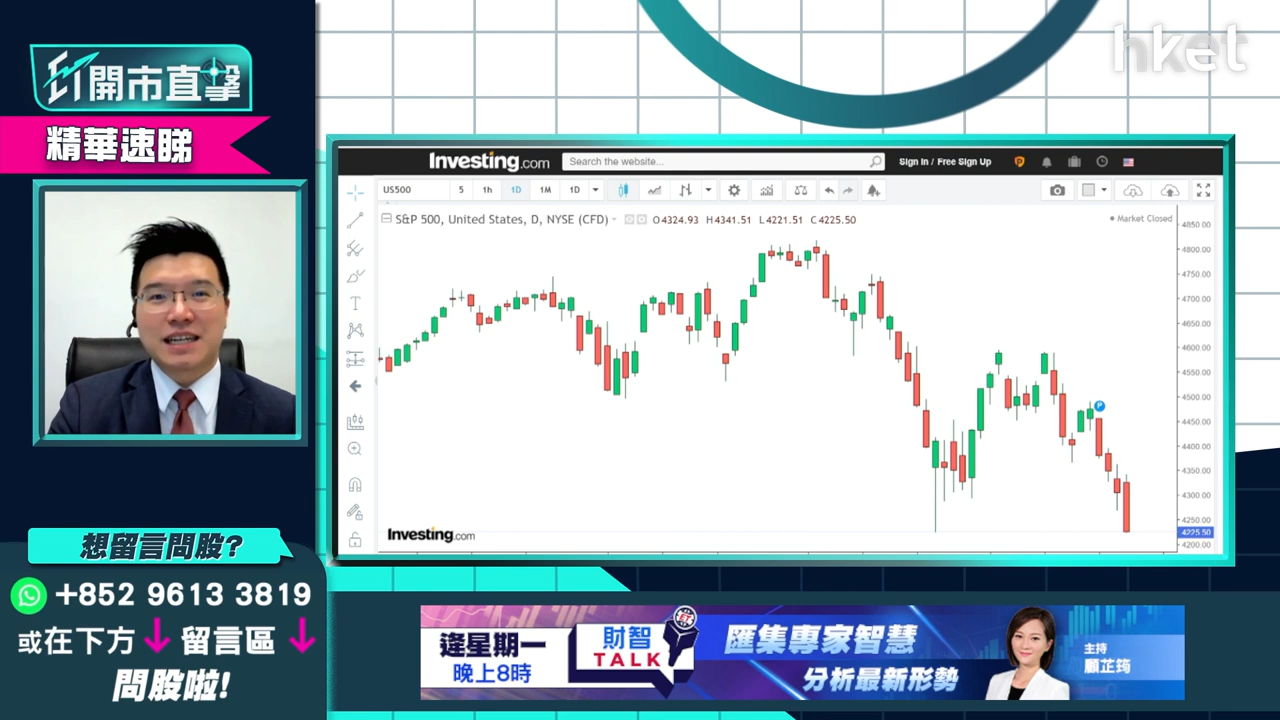 hket
ET開市直擊
精華速睇
Investing.com
Search the website...
Sign In / Free Sign Up
US500
5
1h
1D
1M
1D
S&P 500, United States, D, NYSE (CFD)
O4324.93 H4341.51 L4221.51 C4225.50
Market Closed
4850.00
4800.00
4750.00
4700.00
4650.00
4600.00
4550.00
4500.00
4450.00
4400.00
4350.00
4300.00
4250.00
4225.50
4200.00
P
Investing.com
想留言問股?
+852 9613 3819
或在下方↓留言區↓
問股啦!
逢星期一
晚上8時
財智
TALK
匯集專家智慧
分析最新形勢
主持
顧芷筠